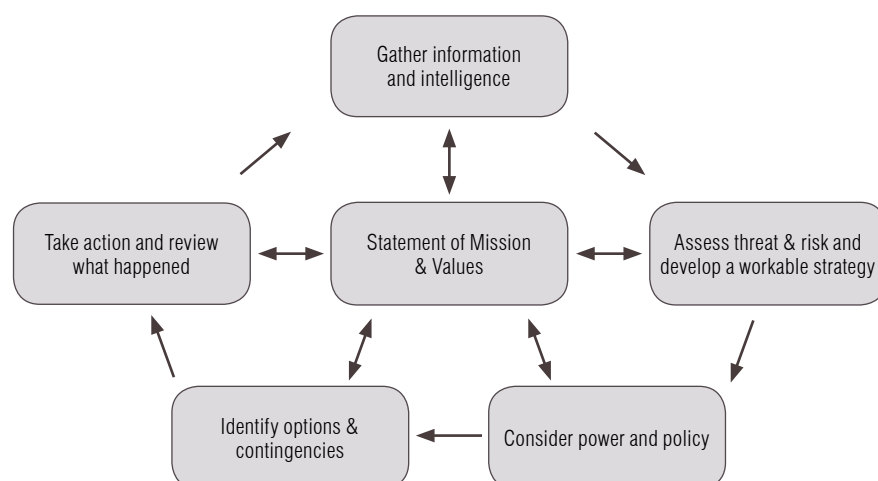 Gather information
and intelligence
Take action and review
what happened
Statement of Mission
& Values
Assess threat & risk and
develop a workable strategy
Identify options &
contingencies
Consider power and policy